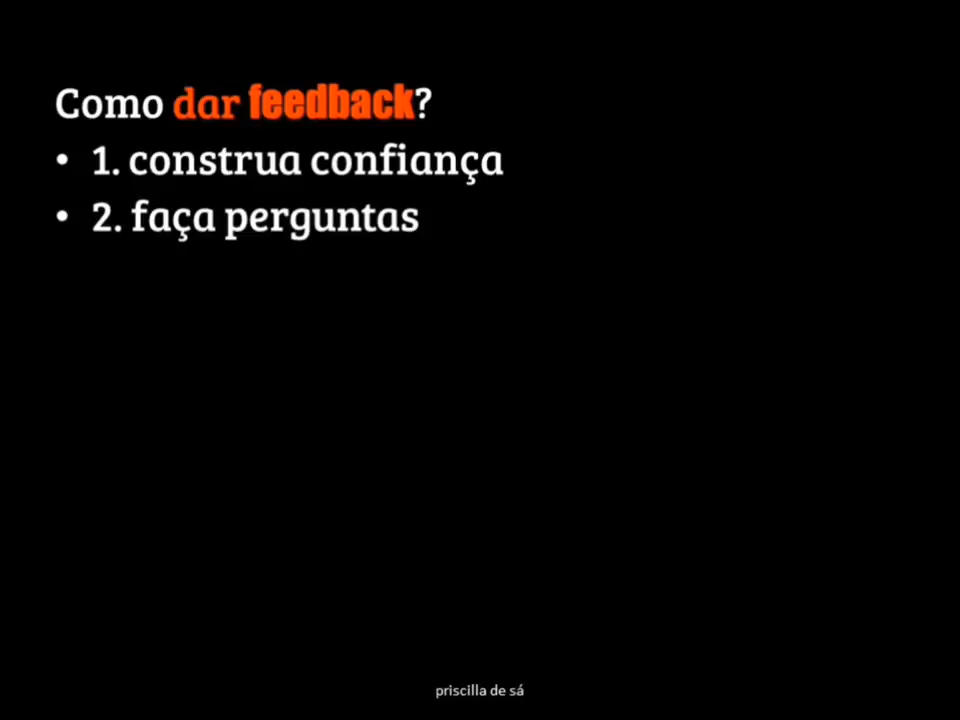 Como dar feedback?
• 1. construa confiança
• 2. faça perguntas
priscilla de sá